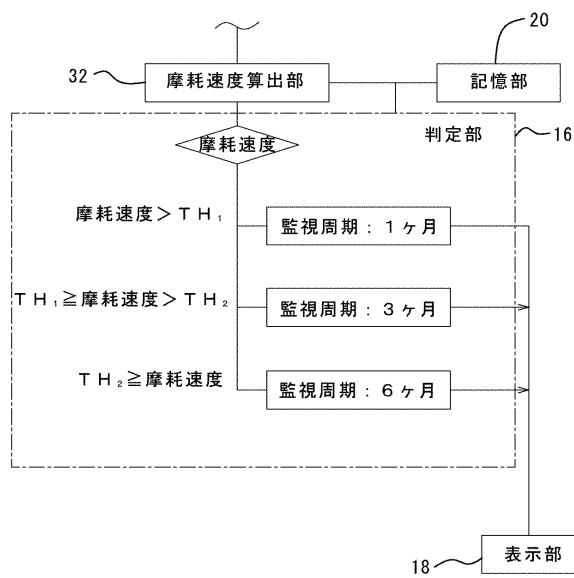 20
32
摩耗速度算出部
記憶部
判定部
16
摩耗速度
摩耗速度＞ＴＨ₁
監視周期：１ヶ月
ＴＨ₁≧摩耗速度＞ＴＨ₂
監視周期：３ヶ月
ＴＨ₂≧摩耗速度
監視周期：６ヶ月
表示部
18